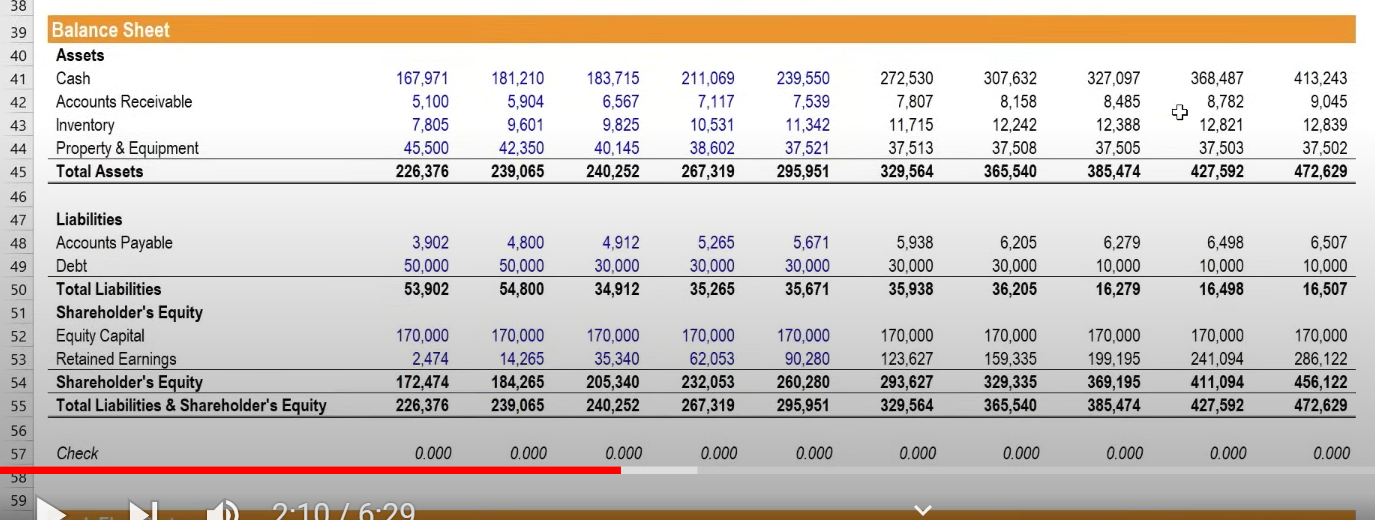 38
39 Balance Sheet
40 Assets
41 Cash 167,971 181,210 183,715 211,069 239,550 272,530 307,632 327,097 368,487 413,243
42 Accounts Receivable 5,100 5,904 6,567 7,117 7,539 7,807 8,158 8,485 8,782 9,045
43 Inventory 7,805 9,601 9,825 10,531 11,342 11,715 12,242 12,388 12,821 12,839
44 Property & Equipment 45,500 42,350 40,145 38,602 37,521 37,513 37,508 37,505 37,503 37,502
45 Total Assets 226,376 239,065 240,252 267,319 295,951 329,564 365,540 385,474 427,592 472,629
46
47 Liabilities
48 Accounts Payable 3,902 4,800 4,912 5,265 5,671 5,938 6,205 6,279 6,498 6,507
49 Debt 50,000 50,000 30,000 30,000 30,000 30,000 30,000 10,000 10,000 10,000
50 Total Liabilities 53,902 54,800 34,912 35,265 35,671 35,938 36,205 16,279 16,498 16,507
51 Shareholder's Equity
52 Equity Capital 170,000 170,000 170,000 170,000 170,000 170,000 170,000 170,000 170,000 170,000
53 Retained Earnings 2,474 14,265 35,340 62,053 90,280 123,627 159,335 199,195 241,094 286,122
54 Shareholder's Equity 172,474 184,265 205,340 232,053 260,280 293,627 329,335 369,195 411,094 456,122
55 Total Liabilities & Shareholder's Equity 226,376 239,065 240,252 267,319 295,951 329,564 365,540 385,474 427,592 472,629
56
57 Check 0.000 0.000 0.000 0.000 0.000 0.000 0.000 0.000 0.000 0.000
58
59
2:10 / 6:29